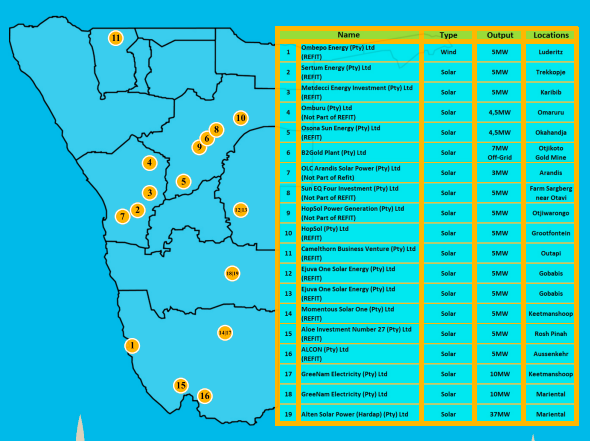 Name Type Output Locations
1 Ombepo Energy (Pty) Ltd (REFIT) Wind 5MW Luderitz
2 Sertum Energy (Pty) Ltd (REFIT) Solar 5MW Trekkopje
3 Metdecci Energy Investment (Pty) Ltd (REFIT) Solar 5MW Karibib
4 Omburu (Pty) Ltd (Not Part of REFIT) Solar 4,5MW Omaruru
5 Osona Sun Energy (Pty) Ltd (REFIT) Solar 4,5MW Okahandja
6 B2Gold Plant (Pty) Ltd Solar 7MW Off-Grid Otjikoto Gold Mine
7 OLC Arandis Solar Power (Pty) Ltd (Not Part of Refit) Solar 3MW Arandis
8 Sun EQ Four Investment (Pty) Ltd (Not Part of REFIT) Solar 5MW Farm Sargberg near Otavi
9 HopSol Power Generation (Pty) Ltd (Not Part of REFIT) Solar 5MW Otjiwarongo
10 HopSol (Pty) Ltd (REFIT) Solar 5MW Grootfontein
11 Camelthorn Business Venture (Pty) Ltd (REFIT) Solar 5MW Outapi
12 Ejuva One Solar Energy (Pty) Ltd (REFIT) Solar 5MW Gobabis
13 Ejuva One Solar Energy (Pty) Ltd (REFIT) Solar 5MW Gobabis
14 Momentous Solar One (Pty) Ltd (REFIT) Solar 5MW Keetmanshoop
15 Aloe Investment Number 27 (Pty) Ltd (REFIT) Solar 5MW Rosh Pinah
16 ALCON (Pty) Ltd (REFIT) Solar 5MW Aussenkehr
17 GreeNam Electricity (Pty) Ltd Solar 10MW Keetmanshoop
18 GreeNam Electricity (Pty) Ltd Solar 10MW Mariental
19 Alten Solar Power (Hardap) (Pty) Ltd Solar 37MW Mariental
11
10
8
6
9
4
5
3
2
7
12;13
18;19
14;17
1
15
16